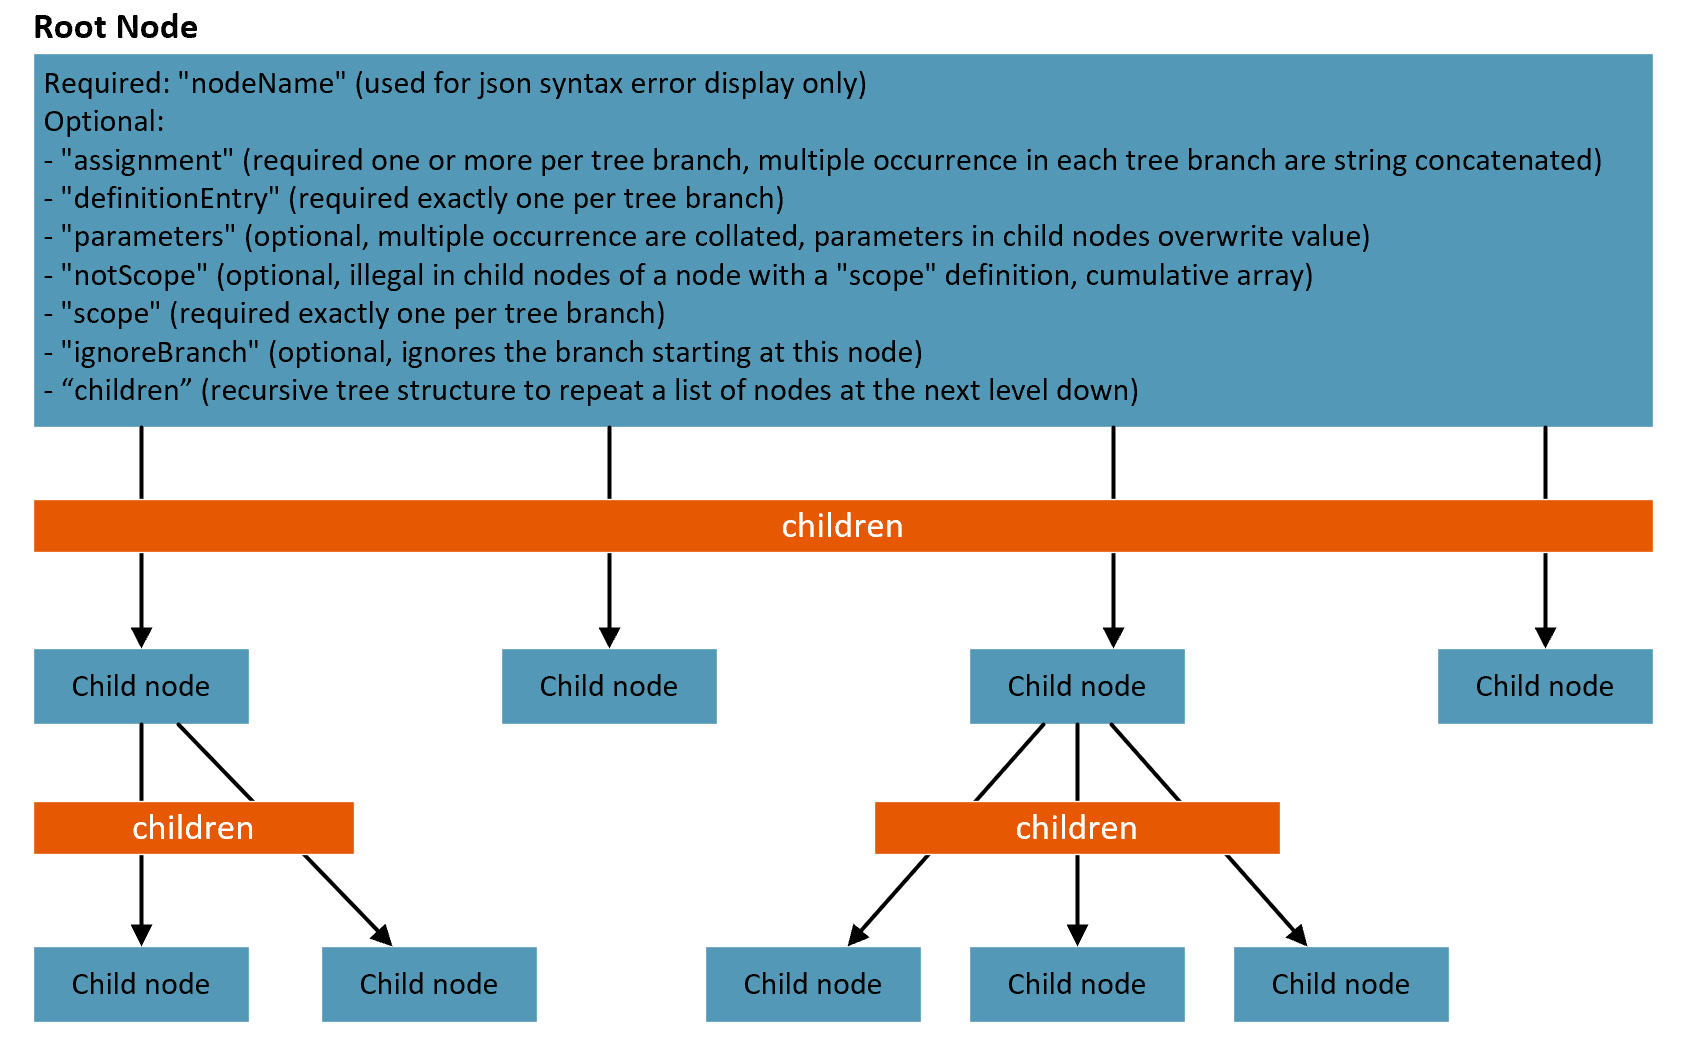 Root Node
Required: "nodeName" (used for json syntax error display only)
Optional:
- "assignment" (required one or more per tree branch, multiple occurrence in each tree branch are string concatenated)
- "definitionEntry" (required exactly one per tree branch)
- "parameters" (optional, multiple occurrence are collated, parameters in child nodes overwrite value)
- "notScope" (optional, illegal in child nodes of a node with a "scope" definition, cumulative array)
- "scope" (required exactly one per tree branch)
- "ignoreBranch" (optional, ignores the branch starting at this node)
- “children” (recursive tree structure to repeat a list of nodes at the next level down)
children
Child node
Child node
Child node
Child node
children
children
Child node
Child node
Child node
Child node
Child node